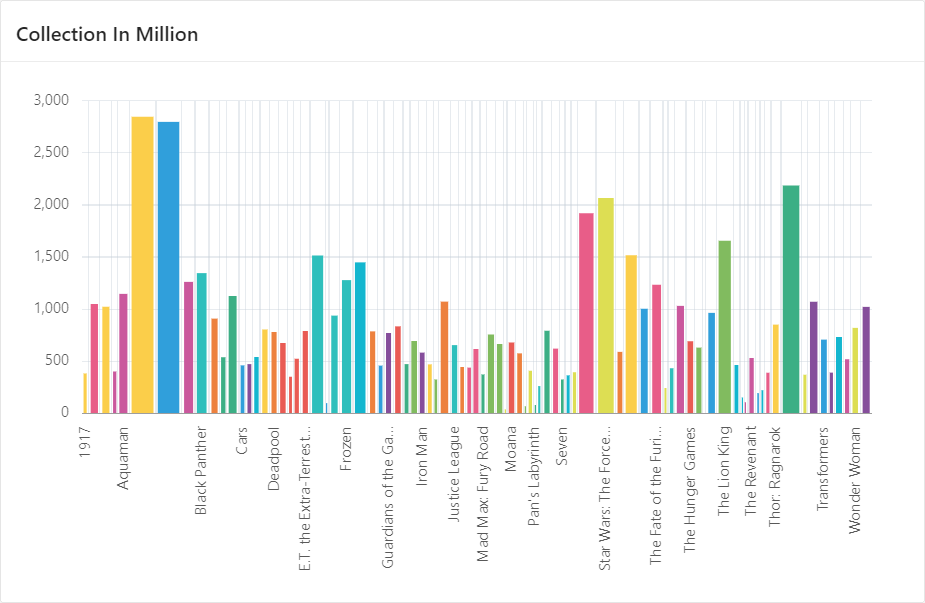 Collection In Million
3,000
2,500
2,000
1,500
1,000
500
0
1917
Aquaman
Black Panther
Cars
Deadpool
E.T. the Extra-Terrest...
Frozen
Guardians of the Ga...
Iron Man
Justice League
Mad Max: Fury Road
Moana
Pan's Labyrinth
Seven
Star Wars: The Force...
The Fate of the Furi...
The Hunger Games
The Lion King
The Revenant
Thor: Ragnarok
Transformers
Wonder Woman